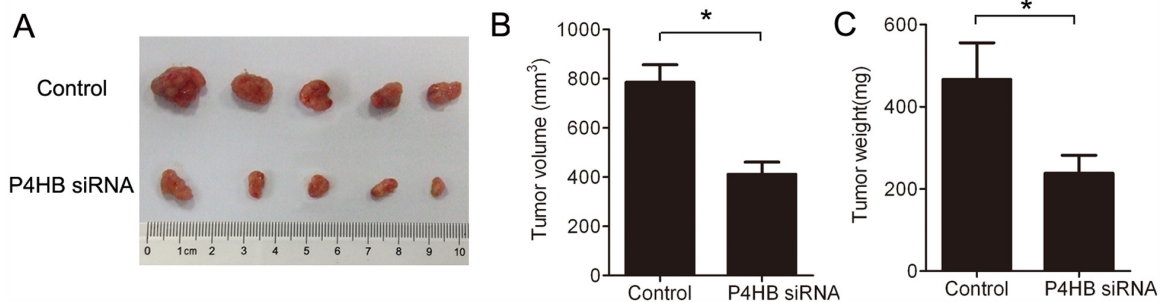 A
Control
P4HB siRNA
0 1cm 2 3 4 5 6 7 8 9 10
B
*
1000
800
600
400
200
0
Tumor volume (mm³)
Control P4HB siRNA
C
*
600
400
200
0
Tumor weight(mg)
Control P4HB siRNA